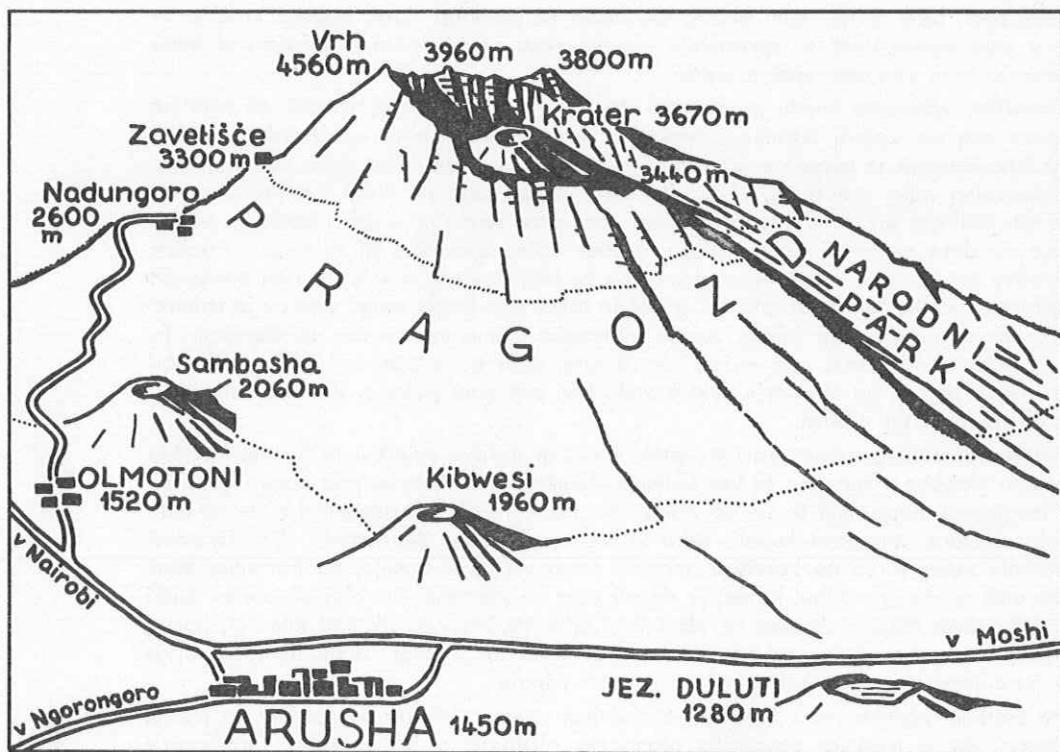 Vrh
4560m
3960m
3800m
Krater 3670m
Zavetišče
3300m
3440m
Nadungoro
2600
m
PRAGOZD
NARODNI
PARK
Sambasha
2060m
OLMOTONI
1520m
Kibwesi
1960m
v Nairobi
v Moshi
v Ngorongoro
ARUSHA 1450m
JEZ. DULUTI
1280m